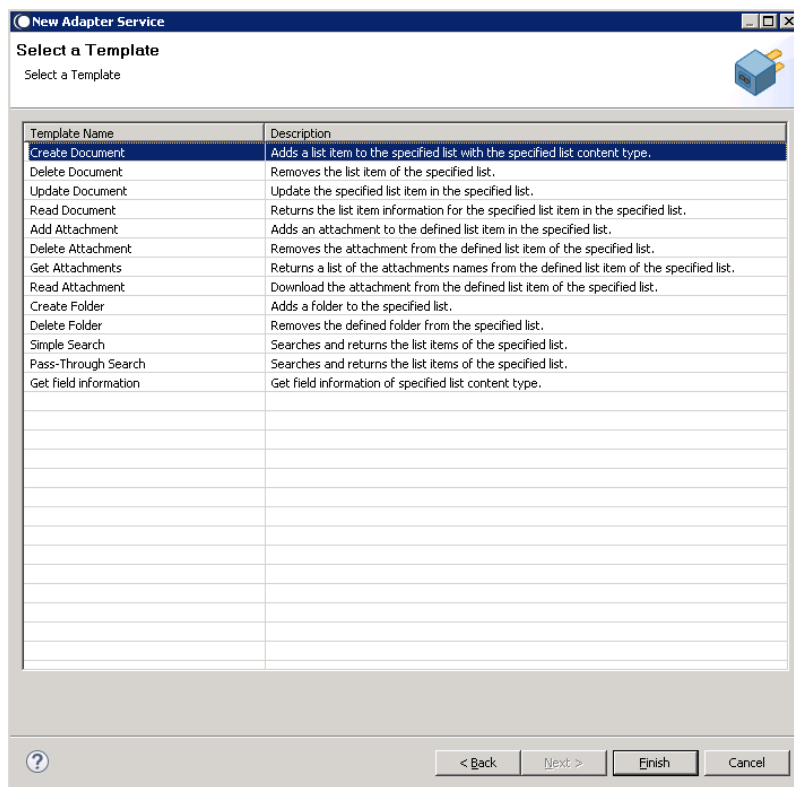 New Adapter Service
Select a Template
Select a Template
Template Name Description
Create Document Adds a list item to the specified list with the specified list content type.
Delete Document Removes the list item of the specified list.
Update Document Update the specified list item in the specified list.
Read Document Returns the list item information for the specified list item in the specified list.
Add Attachment Adds an attachment to the defined list item in the specified list.
Delete Attachment Removes the attachment from the defined list item of the specified list.
Get Attachments Returns a list of the attachments names from the defined list item of the specified list.
Read Attachment Download the attachment from the defined list item of the specified list.
Create Folder Adds a folder to the specified list.
Delete Folder Removes the defined folder from the specified list.
Simple Search Searches and returns the list items of the specified list.
Pass-Through Search Searches and returns the list items of the specified list.
Get field information Get field information of specified list content type.
? < Back Next > Finish Cancel